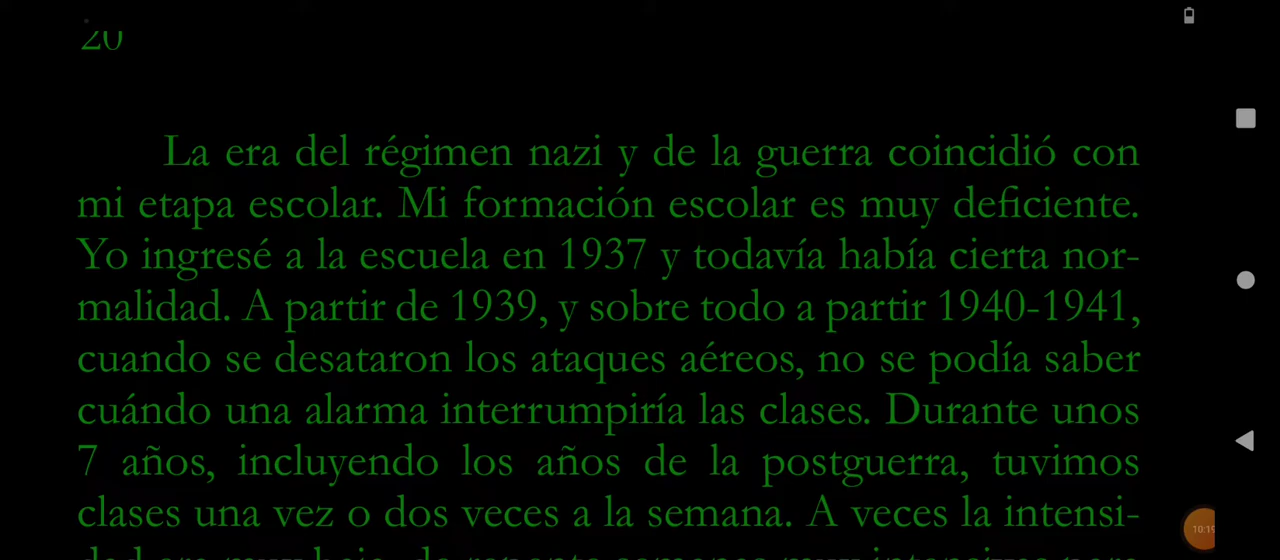 20
La era del régimen nazi y de la guerra coincidió con
mi etapa escolar. Mi formación escolar es muy deficiente.
Yo ingresé a la escuela en 1937 y todavía había cierta nor-
malidad. A partir de 1939, y sobre todo a partir 1940-1941,
cuando se desataron los ataques aéreos, no se podía saber
cuándo una alarma interrumpiría las clases. Durante unos
7 años, incluyendo los años de la postguerra, tuvimos
clases una vez o dos veces a la semana. A veces la intensi-
10:19